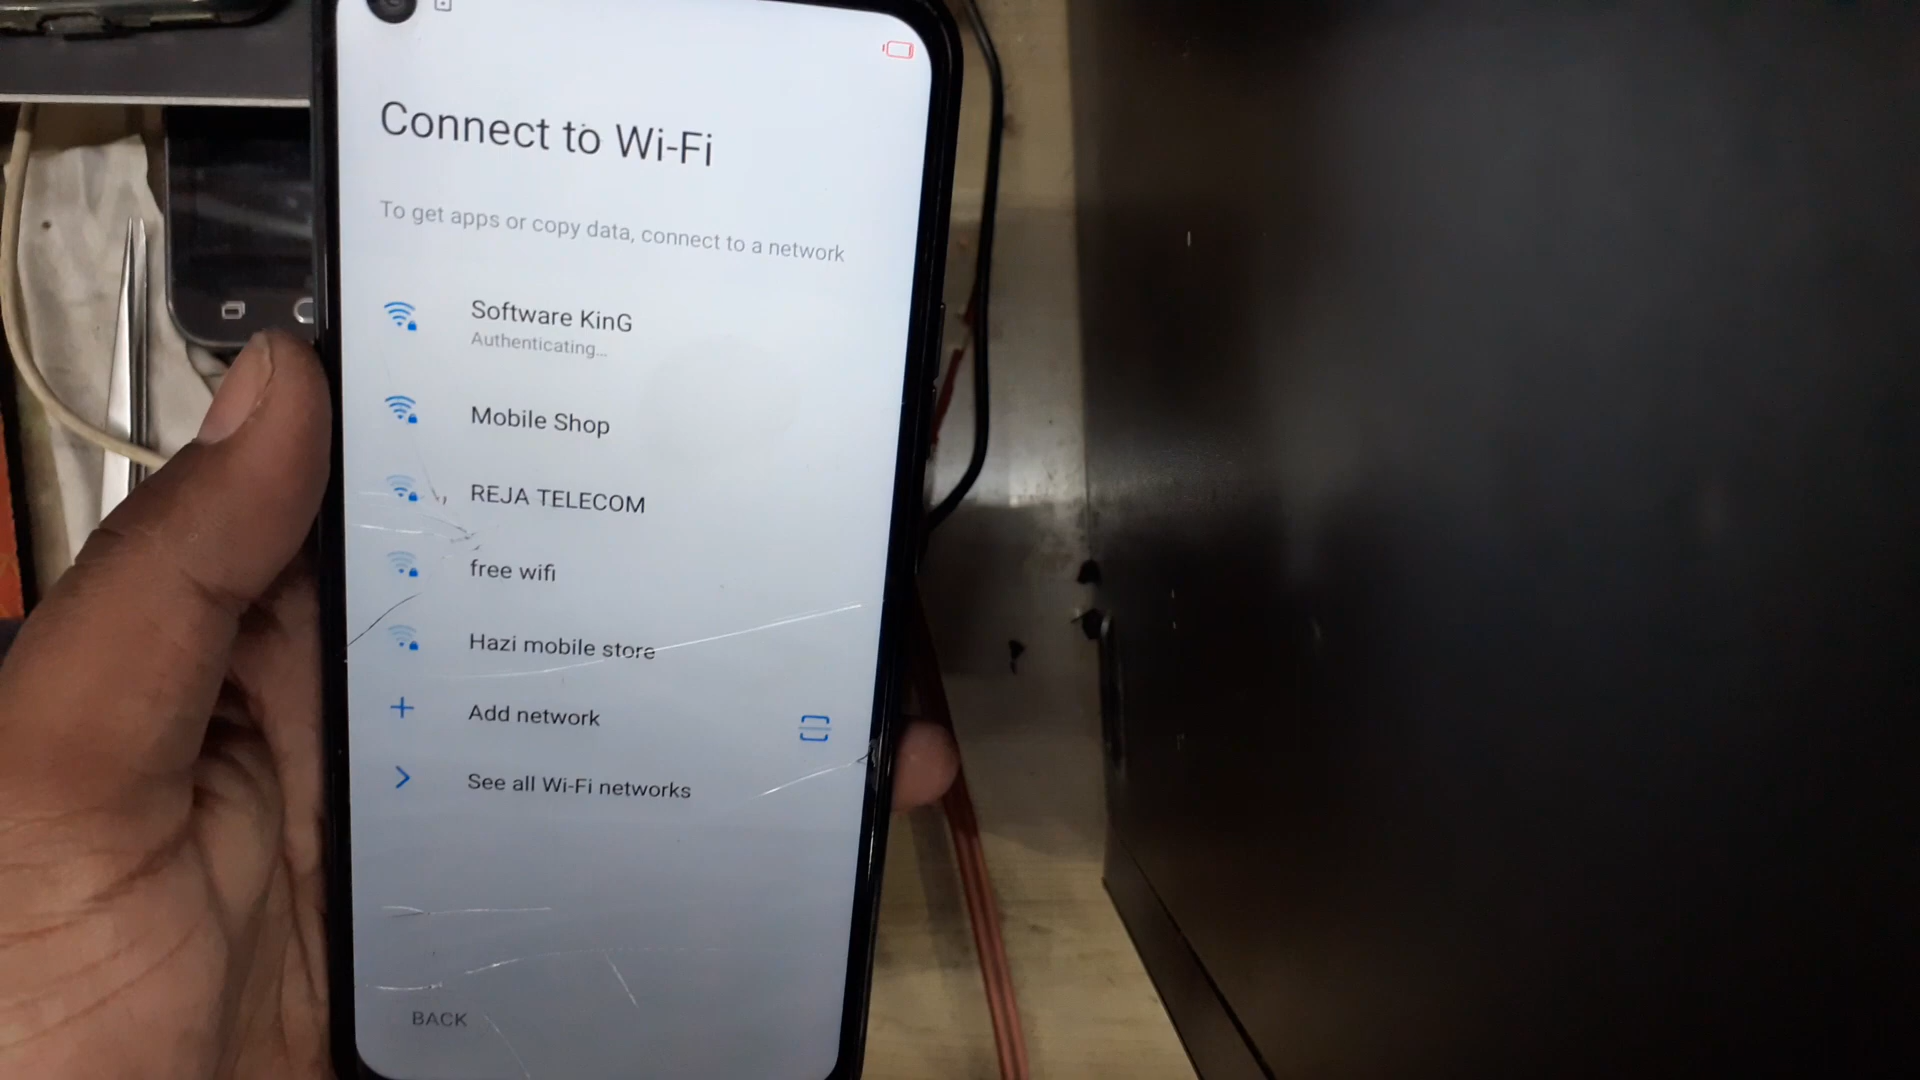 Connect to Wi-Fi
To get apps or copy data, connect to a network
Software KinG
Authenticating...
Mobile Shop
REJA TELECOM
free wifi
Hazi mobile store
Add network
See all Wi-Fi networks
BACK